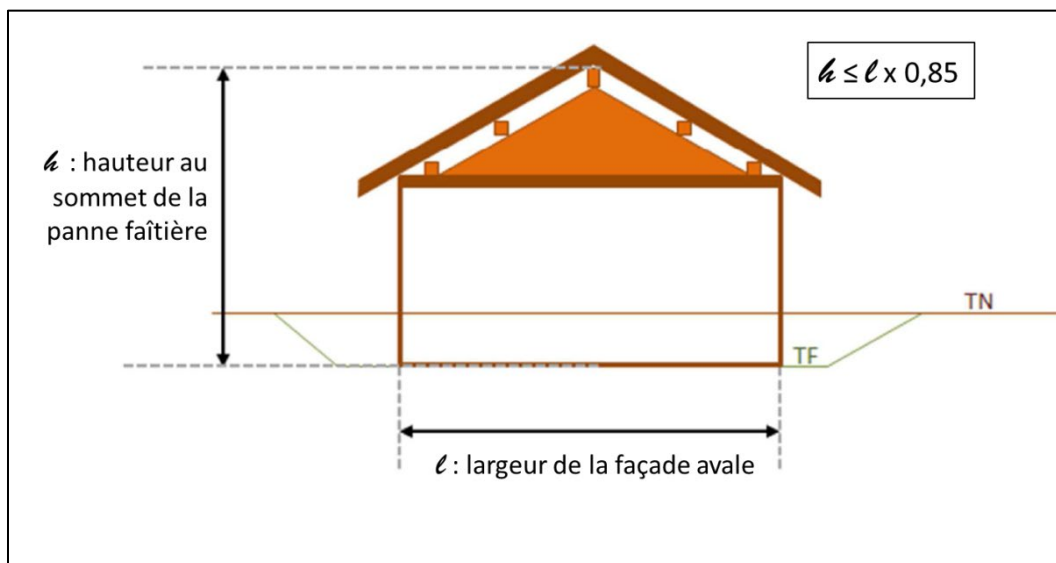 h ≤ l x 0,85
h : hauteur au
sommet de la
panne faîtière
TN
TF
l : largeur de la façade avale